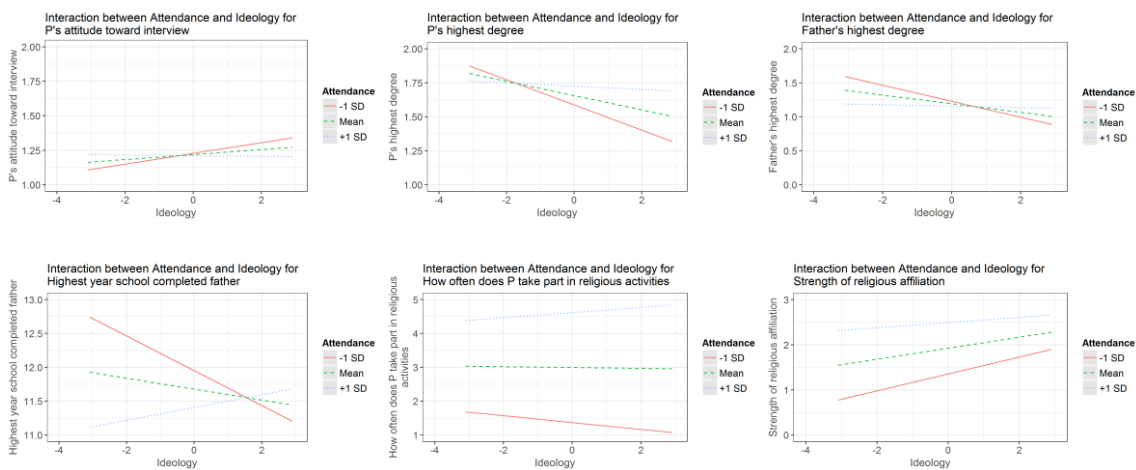 Interaction between Attendance and Ideology for
P's attitude toward interview
P's attitude toward interview
2.00
1.75
1.50
1.25
1.00
-4
-2
0
2
Ideology
Attendance
-1 SD
Mean
+1 SD
Interaction between Attendance and Ideology for
P's highest degree
P's highest degree
2.00
1.75
1.50
1.25
1.00
-4
-2
0
2
Ideology
Attendance
-1 SD
Mean
+1 SD
Interaction between Attendance and Ideology for
Father's highest degree
Father's highest degree
2.0
1.5
1.0
0.5
0.0
-4
-2
0
2
Ideology
Attendance
-1 SD
Mean
+1 SD
Interaction between Attendance and Ideology for
Highest year school completed father
Highest year school completed father
13.0
12.5
12.0
11.5
11.0
-4
-2
0
2
Ideology
Attendance
-1 SD
Mean
+1 SD
Interaction between Attendance and Ideology for
How often does P take part in religious activities
How often does P take part in religious
activities
5
4
3
2
1
-4
-2
0
2
Ideology
Attendance
-1 SD
Mean
+1 SD
Interaction between Attendance and Ideology for
Strength of religious affiliation
Strength of religious affiliation
3
2
1
0
-4
-2
0
2
Ideology
Attendance
-1 SD
Mean
+1 SD